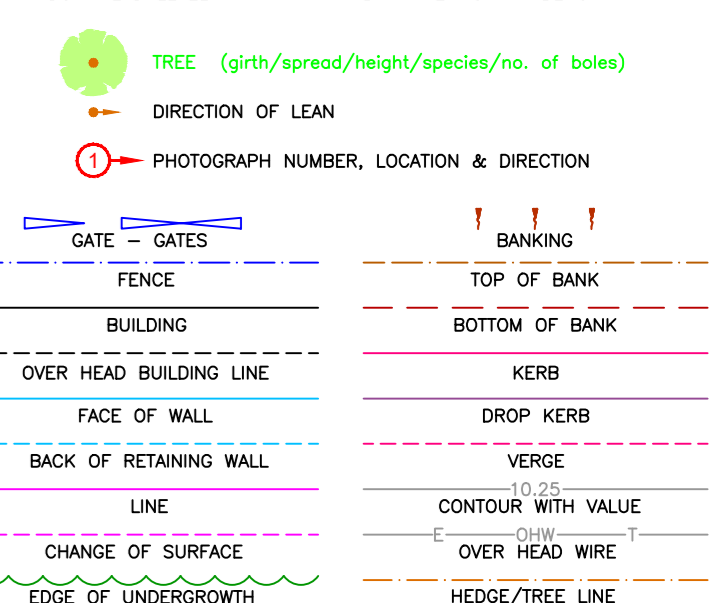 TREE (girth/spread/height/species/no. of boles)
DIRECTION OF LEAN
1 PHOTOGRAPH NUMBER, LOCATION & DIRECTION
GATE – GATES
FENCE
BUILDING
OVER HEAD BUILDING LINE
FACE OF WALL
BACK OF RETAINING WALL
LINE
CHANGE OF SURFACE
EDGE OF UNDERGROWTH
BANKING
TOP OF BANK
BOTTOM OF BANK
KERB
DROP KERB
VERGE
10.25
CONTOUR WITH VALUE
E OHW T
OVER HEAD WIRE
HEDGE/TREE LINE